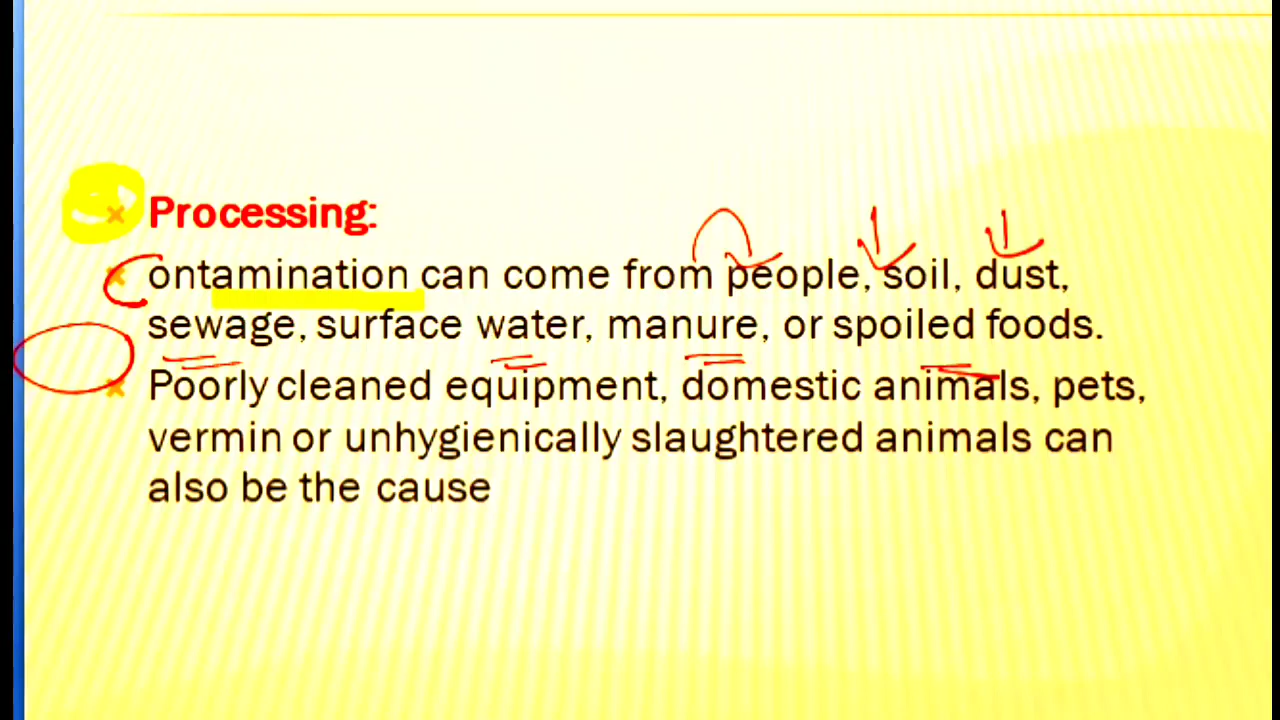 Processing:
Contamination can come from people, soil, dust,
sewage, surface water, manure, or spoiled foods.
Poorly cleaned equipment, domestic animals, pets,
vermin or unhygienically slaughtered animals can
also be the cause